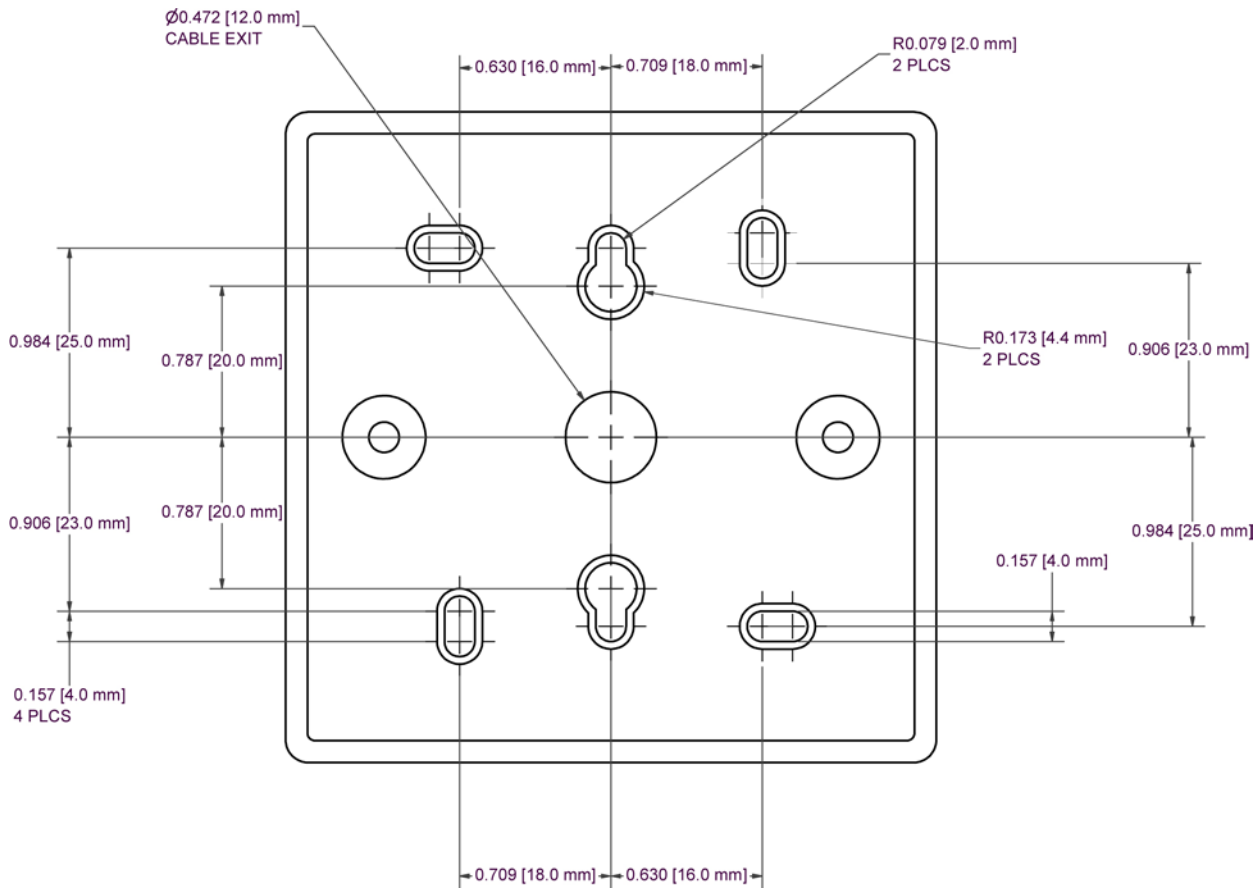 Ø0.472 [12.0 mm]
CABLE EXIT
0.630 [16.0 mm]
0.709 [18.0 mm]
R0.079 [2.0 mm]
2 PLCS
0.984 [25.0 mm]
0.787 [20.0 mm]
R0.173 [4.4 mm]
2 PLCS
0.906 [23.0 mm]
0.906 [23.0 mm]
0.787 [20.0 mm]
0.984 [25.0 mm]
0.157 [4.0 mm]
0.157 [4.0 mm]
4 PLCS
0.709 [18.0 mm]
0.630 [16.0 mm]